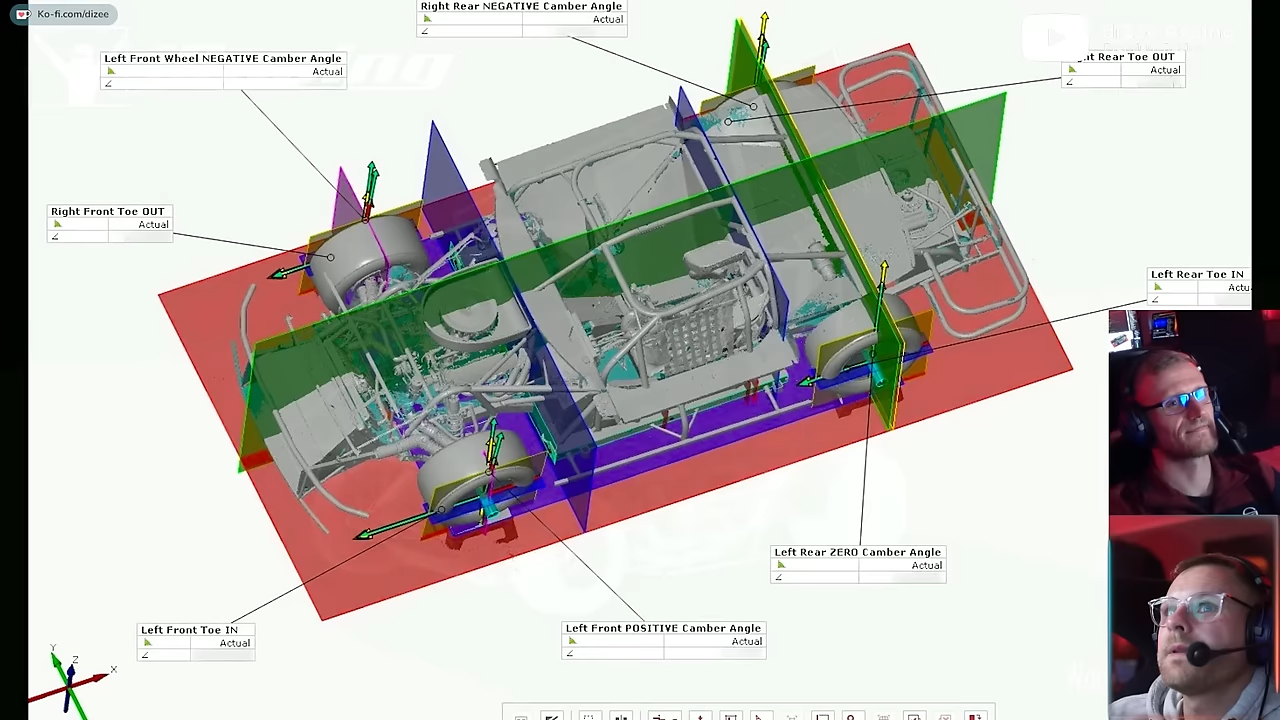 Ko-fi.com/dizee
Right Rear NEGATIVE Camber Angle
Actual
Left Front Wheel NEGATIVE Camber Angle
Actual
Rear Toe OUT
Actual
Right Front Toe OUT
Actual
Left Rear Toe IN
Left Rear ZERO Camber Angle
Actual
Left Front Toe IN
Actual
Left Front POSITIVE Camber Angle
Actual
Y
Z
X